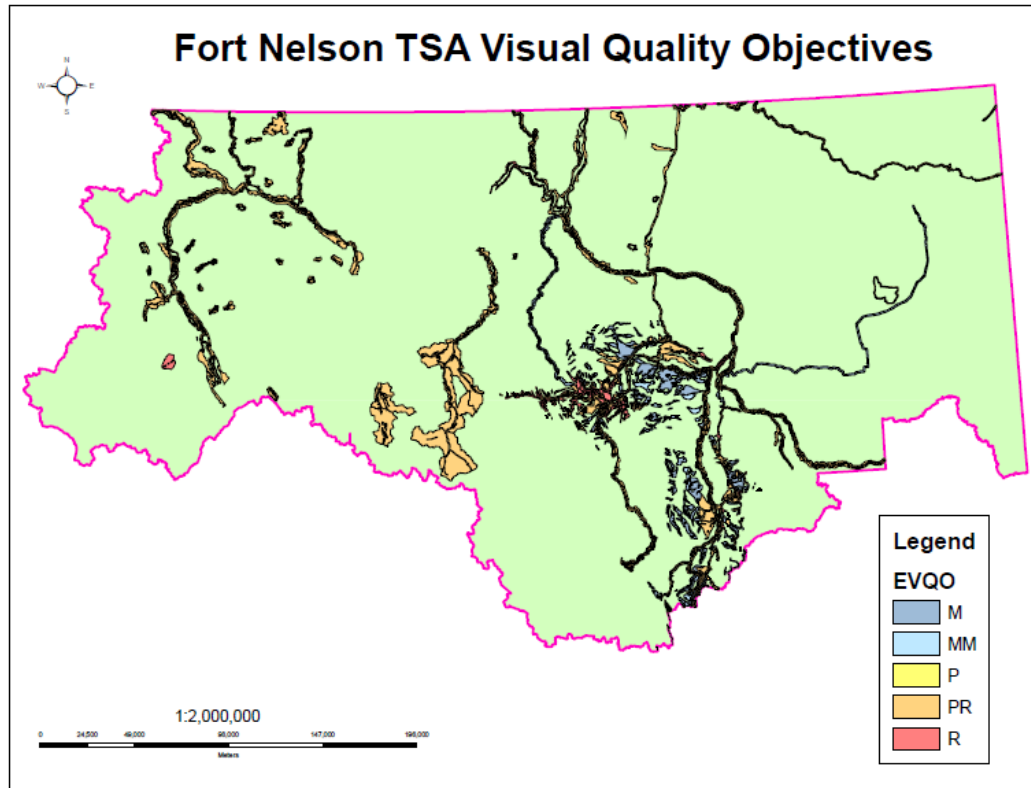 Fort Nelson TSA Visual Quality Objectives
N
W E
S
Legend
EVQO
M
MM
P
PR
R
1:2,000,000
0 24,500 49,000 98,000 147,000 196,000
Meters